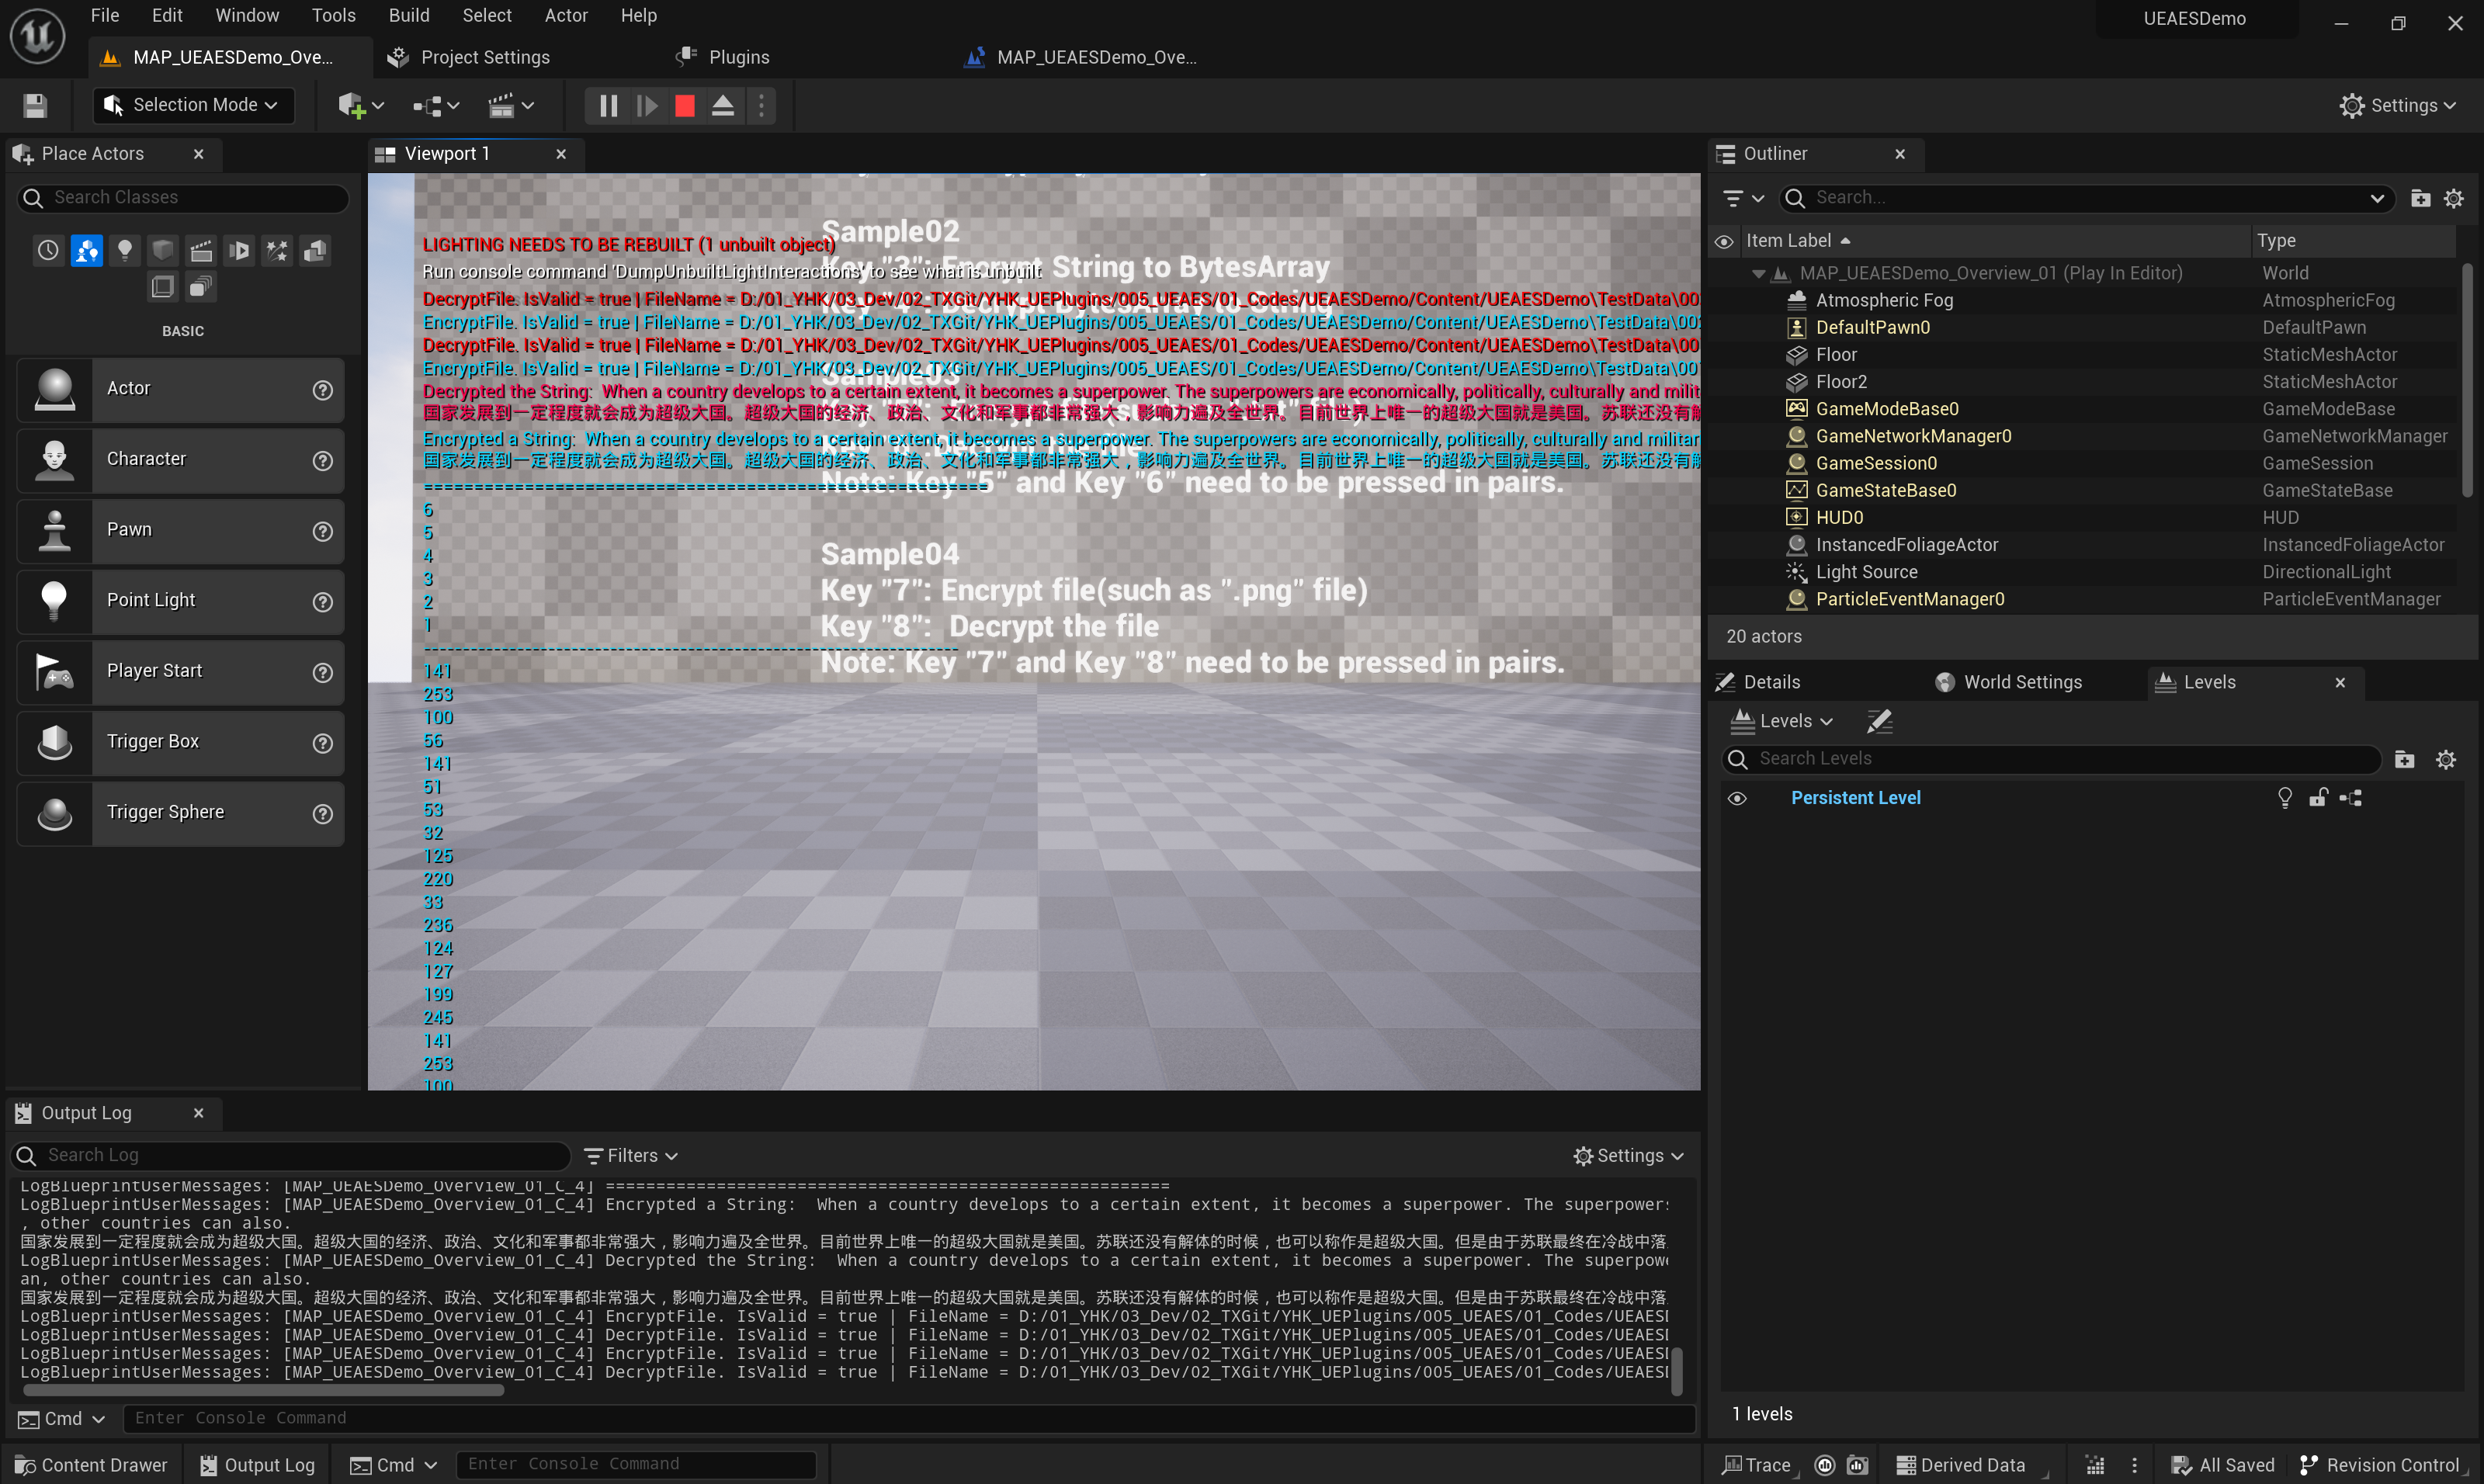 File Edit Window Tools Build Select Actor Help
UEAESDemo
MAP_UEAESDemo_Ove...
Project Settings
Plugins
MAP_UEAESDemo_Ove...
Selection Mode
Settings
Place Actors
Search Classes
BASIC
Actor
Character
Pawn
Point Light
Player Start
Trigger Box
Trigger Sphere
Viewport 1
Sample02
LIGHTING NEEDS TO BE REBUILT (1 unbuilt object)
Key "3": Encrypt String to BytesArray
Run console command 'DumpUnbuiltLightInteractions' to see what is unbuilt
DecryptFile. IsValid = true | FileName = D:/01_YHK/03_Dev/02_TXGit/YHK_UEPlugins/005_UEAES/01_Codes/UEAESDemo/Content/UEAESDemo\TestData\00
Key "4": Decrypt BytesArray to String
EncryptFile. IsValid = true | FileName = D:/01_YHK/03_Dev/02_TXGit/YHK_UEPlugins/005_UEAES/01_Codes/UEAESDemo/Content/UEAESDemo\TestData\00
DecryptFile. IsValid = true | FileName = D:/01_YHK/03_Dev/02_TXGit/YHK_UEPlugins/005_UEAES/01_Codes/UEAESDemo/Content/UEAESDemo\TestData\00
EncryptFile. IsValid = true | FileName = D:/01_YHK/03_Dev/02_TXGit/YHK_UEPlugins/005_UEAES/01_Codes/UEAESDemo/Content/UEAESDemo\TestData\00
Sample03
Decrypted the String: When a country develops to a certain extent, it becomes a superpower. The superpowers are economically, politically, culturally and milit
国家发展到一定程度就会成为超级大国。超级大国的经济、政治、文化和军事都非常强大，影响力遍及全世界。目前世界上唯一的超级大国就是美国。苏联还没有解
Encrypted a String: When a country develops to a certain extent, it becomes a superpower. The superpowers are economically, politically, culturally and militar
国家发展到一定程度就会成为超级大国。超级大国的经济、政治、文化和军事都非常强大，影响力遍及全世界。目前世界上唯一的超级大国就是美国。苏联还没有解
Note: Key "5" and Key "6" need to be pressed in pairs.
6
5
4
3
2
1
Sample04
Key "7": Encrypt file(such as ".png" file)
Key "8": Decrypt the file
Note: Key "7" and Key "8" need to be pressed in pairs.
141
253
100
56
141
51
53
32
125
220
33
236
124
127
199
245
141
253
100
Outliner
Search...
Item Label Type
MAP_UEAESDemo_Overview_01 (Play In Editor) World
Atmospheric Fog AtmosphericFog
DefaultPawn0 DefaultPawn
Floor StaticMeshActor
Floor2 StaticMeshActor
GameModeBase0 GameModeBase
GameNetworkManager0 GameNetworkManager
GameSession0 GameSession
GameStateBase0 GameStateBase
HUD0 HUD
InstancedFoliageActor InstancedFoliageActor
Light Source DirectionalLight
ParticleEventManager0 ParticleEventManager
20 actors
Details World Settings Levels
Levels
Search Levels
Persistent Level
1 levels
Output Log
Search Log
Filters
Settings
LogBlueprintUserMessages: [MAP_UEAESDemo_Overview_01_C_4] ========================================================
LogBlueprintUserMessages: [MAP_UEAESDemo_Overview_01_C_4] Encrypted a String: When a country develops to a certain extent, it becomes a superpower. The superpower
, other countries can also.
国家发展到一定程度就会成为超级大国。超级大国的经济、政治、文化和军事都非常强大，影响力遍及全世界。目前世界上唯一的超级大国就是美国。苏联还没有解体的时候，也可以称作是超级大国。但是由于苏联最终在冷战中落
LogBlueprintUserMessages: [MAP_UEAESDemo_Overview_01_C_4] Decrypted the String: When a country develops to a certain extent, it becomes a superpower. The superpow
an, other countries can also.
国家发展到一定程度就会成为超级大国。超级大国的经济、政治、文化和军事都非常强大，影响力遍及全世界。目前世界上唯一的超级大国就是美国。苏联还没有解体的时候，也可以称作是超级大国。但是由于苏联最终在冷战中落
LogBlueprintUserMessages: [MAP_UEAESDemo_Overview_01_C_4] EncryptFile. IsValid = true | FileName = D:/01_YHK/03_Dev/02_TXGit/YHK_UEPlugins/005_UEAES/01_Codes/UEAES
LogBlueprintUserMessages: [MAP_UEAESDemo_Overview_01_C_4] DecryptFile. IsValid = true | FileName = D:/01_YHK/03_Dev/02_TXGit/YHK_UEPlugins/005_UEAES/01_Codes/UEAES
LogBlueprintUserMessages: [MAP_UEAESDemo_Overview_01_C_4] EncryptFile. IsValid = true | FileName = D:/01_YHK/03_Dev/02_TXGit/YHK_UEPlugins/005_UEAES/01_Codes/UEAES
LogBlueprintUserMessages: [MAP_UEAESDemo_Overview_01_C_4] DecryptFile. IsValid = true | FileName = D:/01_YHK/03_Dev/02_TXGit/YHK_UEPlugins/005_UEAES/01_Codes/UEAES
Cmd Enter Console Command
Content Drawer Output Log Cmd Enter Console Command Trace Derived Data All Saved Revision Control